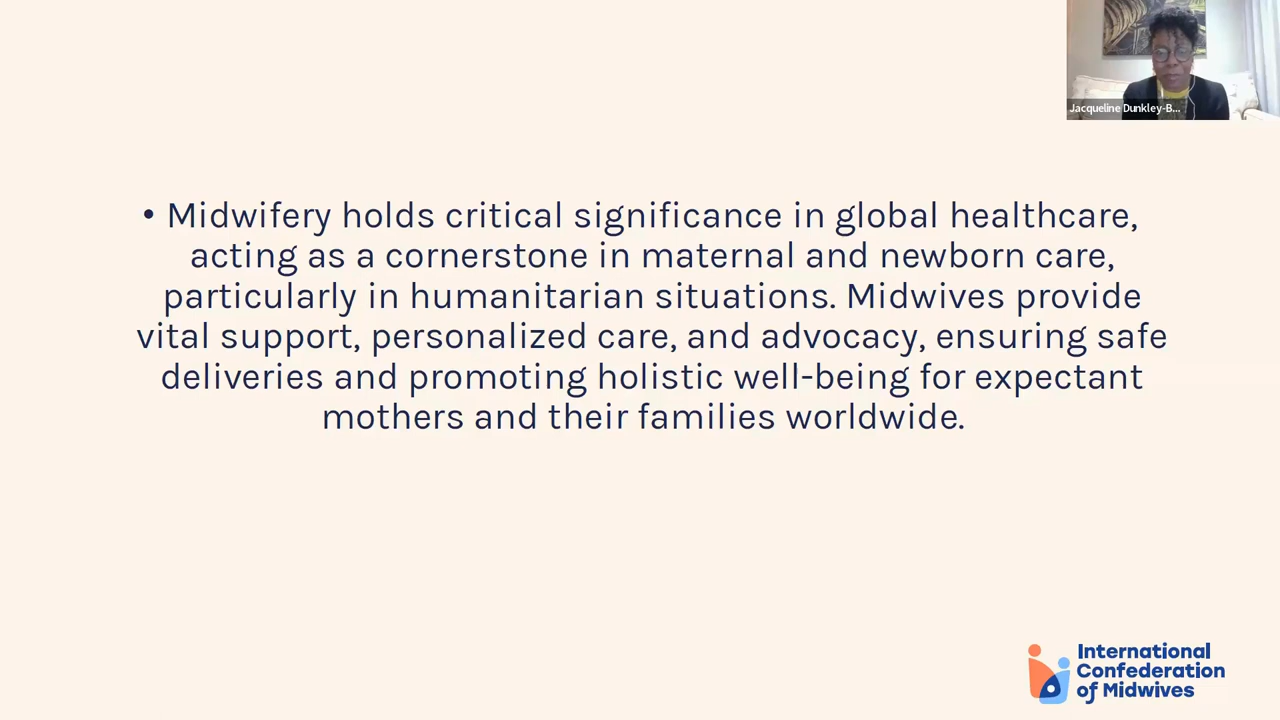 Jacqueline Dunkley-B...
• Midwifery holds critical significance in global healthcare,
acting as a cornerstone in maternal and newborn care,
particularly in humanitarian situations. Midwives provide
vital support, personalized care, and advocacy, ensuring safe
deliveries and promoting holistic well-being for expectant
mothers and their families worldwide.
International
Confederation
of Midwives